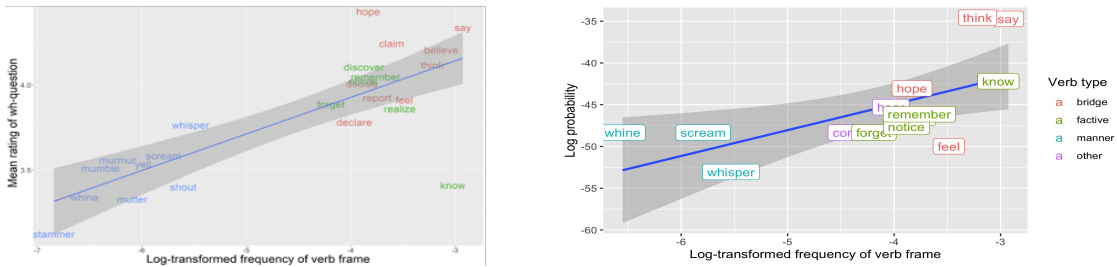 hope
say
claim
believe
think
discover
remember
report
feel
forget
realize
declare
whisper
scream
murmur
yell
mumble
know
shout
whine
mutter
stammer
4.0
3.5
Mean rating of wh-question
-7
-6
-5
-4
-3
Log-transformed frequency of verb frame
-35
-40
-45
-50
-55
-60
Log probability
think
say
know
hope
remember
notice
forget
feel
whine
scream
whisper
-6
-5
-4
-3
Log-transformed frequency of verb frame
Verb type
a bridge
a factive
a manner
a other